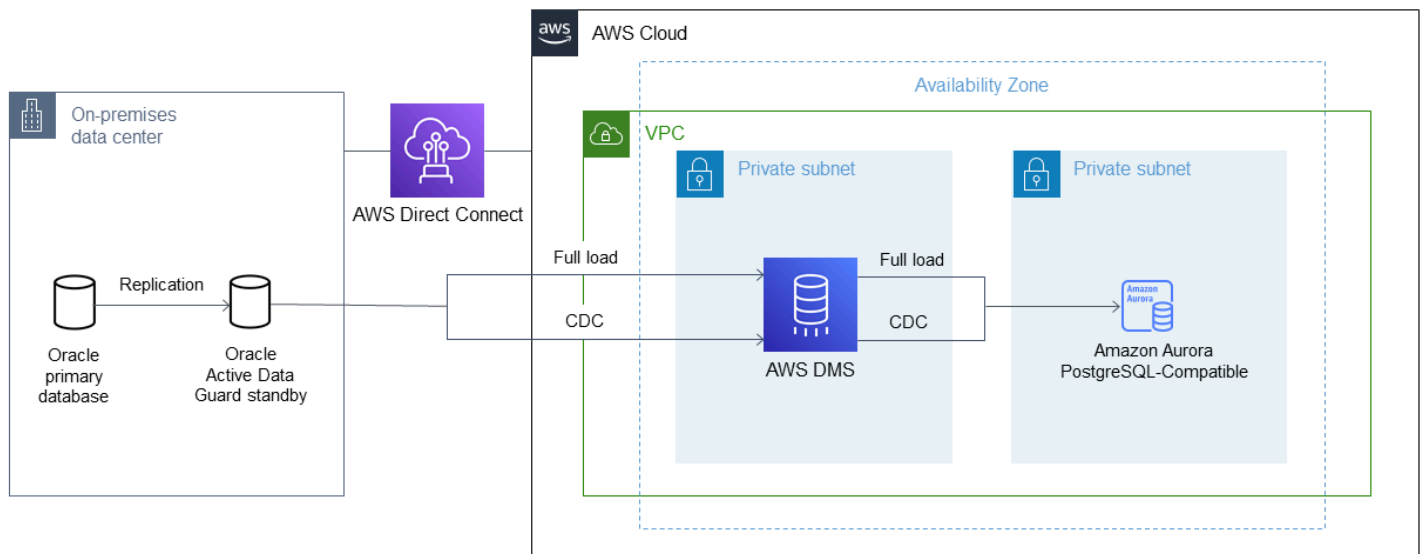 aws
AWS Cloud
Availability Zone
On-premises
data center
VPC
Private subnet
Private subnet
AWS Direct Connect
Full load
Full load
Replication
Amazon
Aurora
CDC
CDC
Oracle
primary
database
Oracle
Active Data
Guard standby
AWS DMS
Amazon Aurora
PostgreSQL-Compatible